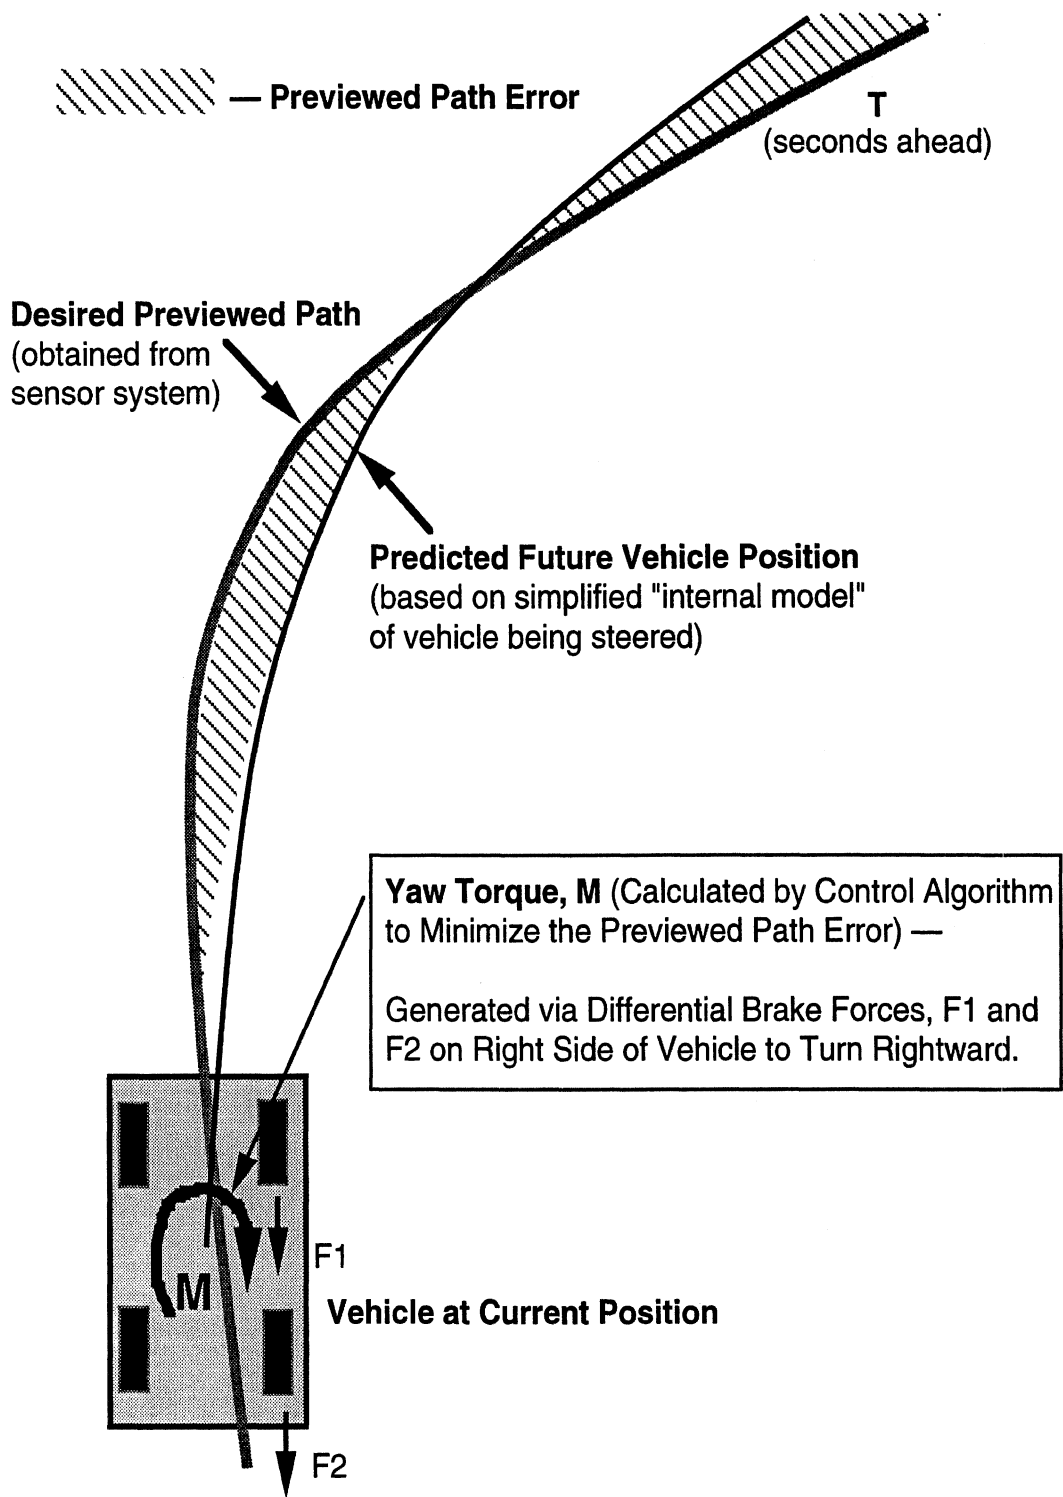 — Previewed Path Error
T
(seconds ahead)
Desired Previewed Path
(obtained from
sensor system)
Predicted Future Vehicle Position
(based on simplified "internal model"
of vehicle being steered)
Yaw Torque, M (Calculated by Control Algorithm
to Minimize the Previewed Path Error) —
Generated via Differential Brake Forces, F1 and
F2 on Right Side of Vehicle to Turn Rightward.
F1
M
Vehicle at Current Position
F2